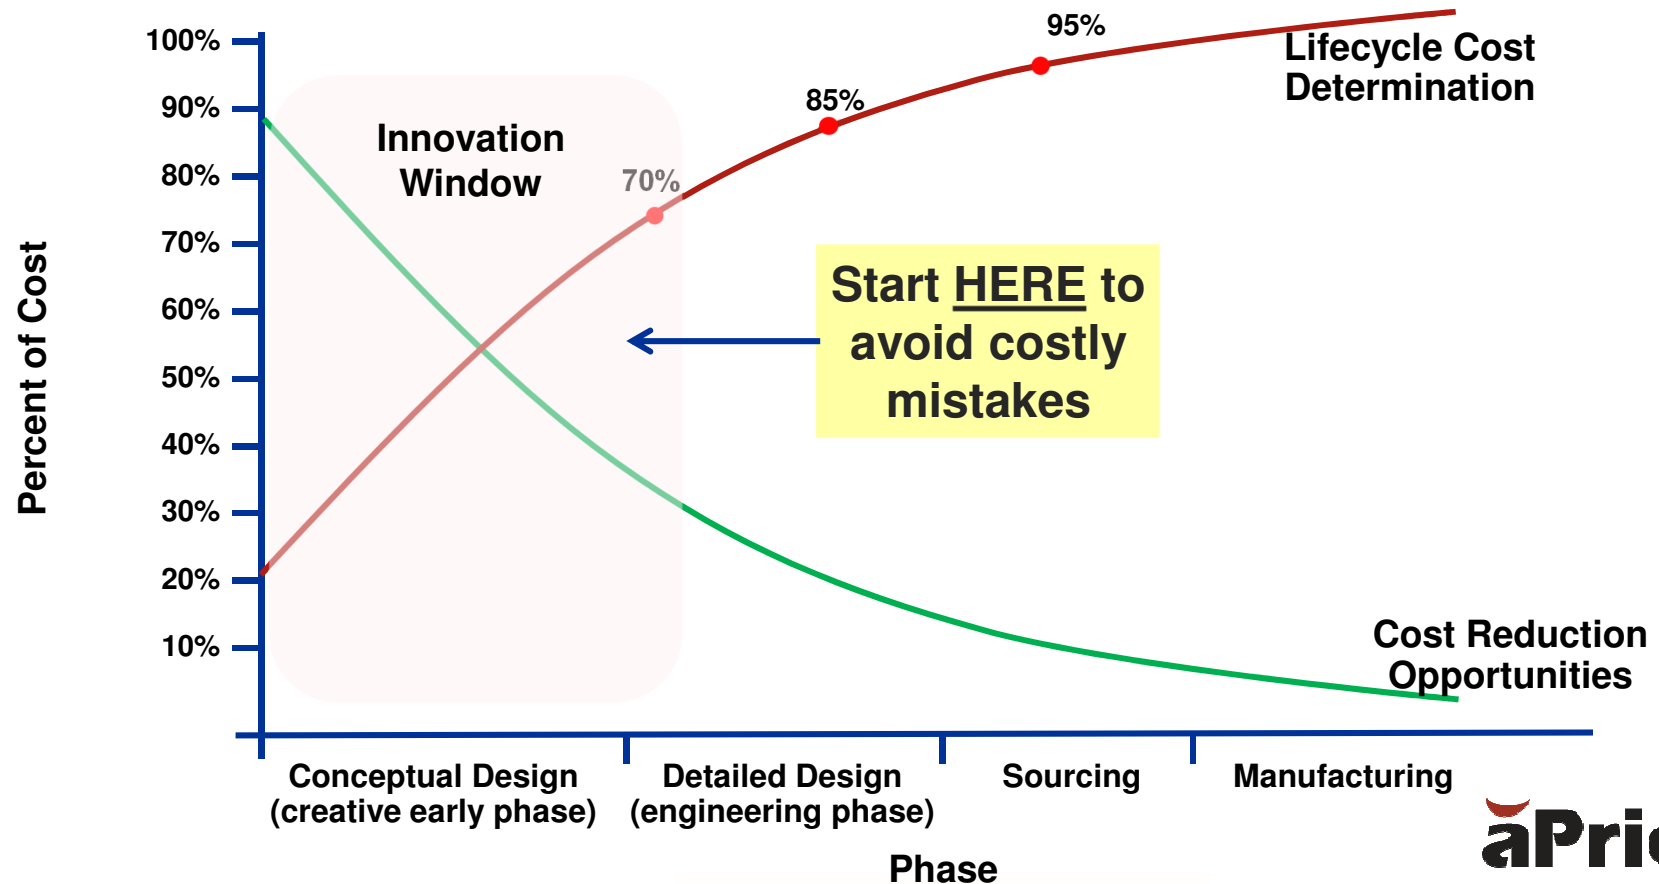 100%
90%
80%
70%
60%
50%
40%
30%
20%
10%
Percent of Cost
Innovation
Window
70%
85%
95%
Lifecycle Cost
Determination
Start HERE to
avoid costly
mistakes
Cost Reduction
Opportunities
Conceptual Design
(creative early phase)
Detailed Design
(engineering phase)
Sourcing
Manufacturing
Phase